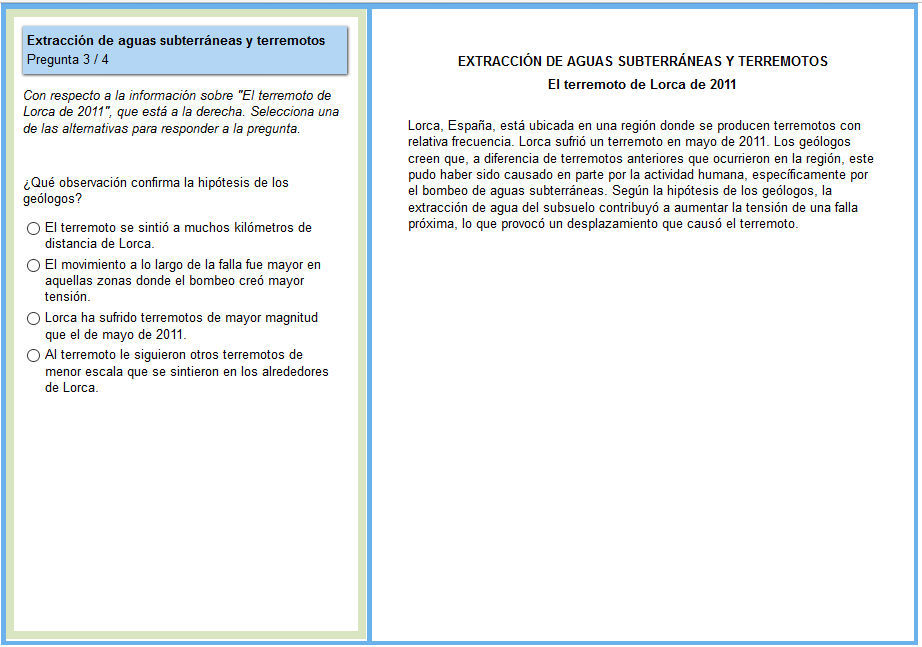 Extracción de aguas subterráneas y terremotos
Pregunta 3 / 4
Con respecto a la información sobre "El terremoto de
Lorca de 2011", que está a la derecha. Selecciona una
de las alternativas para responder a la pregunta.
¿Qué observación confirma la hipótesis de los
geólogos?
El terremoto se sintió a muchos kilómetros de
distancia de Lorca.
El movimiento a lo largo de la falla fue mayor en
aquellas zonas donde el bombeo creó mayor
tensión.
Lorca ha sufrido terremotos de mayor magnitud
que el de mayo de 2011.
Al terremoto le siguieron otros terremotos de
menor escala que se sintieron en los alrededores
de Lorca.
EXTRACCIÓN DE AGUAS SUBTERRÁNEAS Y TERREMOTOS
El terremoto de Lorca de 2011
Lorca, España, está ubicada en una región donde se producen terremotos con
relativa frecuencia. Lorca sufrió un terremoto en mayo de 2011. Los geólogos
creen que, a diferencia de terremotos anteriores que ocurrieron en la región, este
pudo haber sido causado en parte por la actividad humana, específicamente por
el bombeo de aguas subterráneas. Según la hipótesis de los geólogos, la
extracción de agua del subsuelo contribuyó a aumentar la tensión de una falla
próxima, lo que provocó un desplazamiento que causó el terremoto.